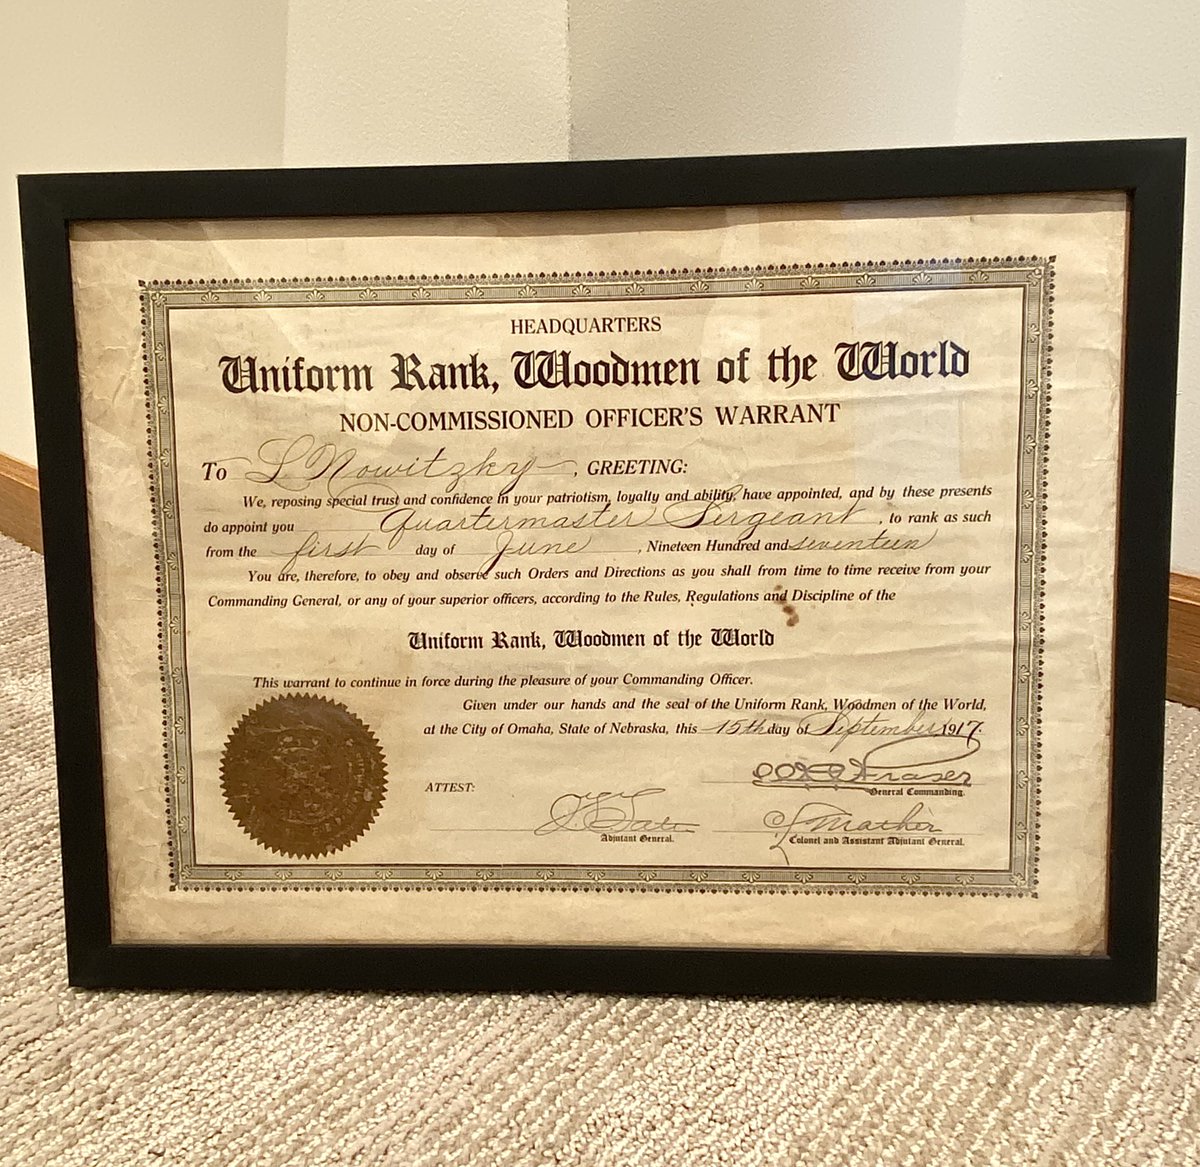 HEADQUARTERS
Uniform Rank, Woodmen of the World
NON-COMMISSIONED OFFICER'S WARRANT
To L. Nowitzky, GREETING:
We, reposing special trust and confidence in your patriotism, loyalty and ability, have appointed, and by these presents
do appoint you Quartermaster Sergeant, to rank as such
from the first day of June, Nineteen Hundred and seventeen
You are, therefore, to obey and observe such Orders and Directions as you shall from time to time receive from your
Commanding General, or any of your superior officers, according to the Rules, Regulations and Discipline of the
Uniform Rank, Woodmen of the World
This warrant to continue in force during the pleasure of your Commanding Officer.
Given under our hands and the seal of the Uniform Rank, Woodmen of the World,
at the City of Omaha, State of Nebraska, this 15th day of September 1917.
Fraser
General Commanding.
ATTEST:
Mather
Adjutant General.
Colonel and Assistant Adjutant General.